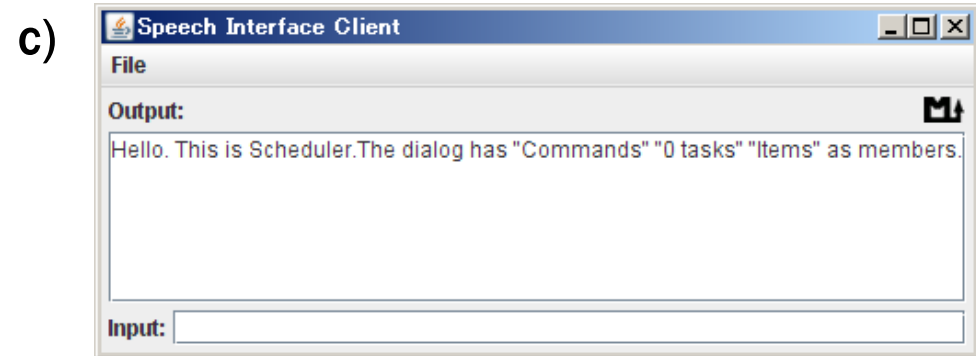 c)
Speech Interface Client
File
Output:
Hello. This is Scheduler.The dialog has "Commands" "0 tasks" "Items" as members.
Input: